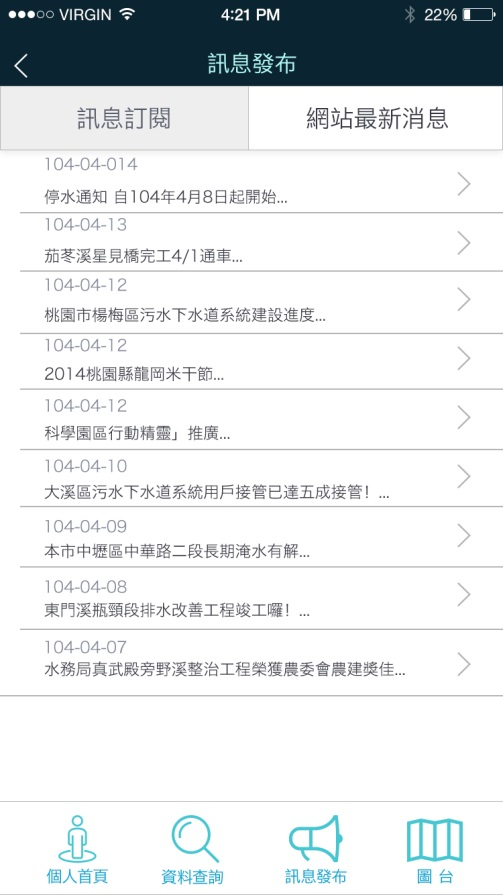 VIRGIN 4:21 PM 22%
訊息發布
訊息訂閱 網站最新消息
104-04-014
停水通知 自104年4月8日起開始...
104-04-13
茄苳溪星見橋完工4/1通車...
104-04-12
桃園市楊梅區污水下水道系統建設進度...
104-04-12
2014桃園縣龍岡米干節...
104-04-12
科學園區行動精靈」推廣...
104-04-10
大溪區污水下水道系統用戶接管已達五成接管！...
104-04-09
本市中壢區中華路二段長期淹水有解...
104-04-08
東門溪瓶頸段排水改善工程竣工囉！...
104-04-07
水務局真武殿旁野溪整治工程榮獲農委會農建獎佳...
個人首頁 資料查詢 訊息發布 圖 台